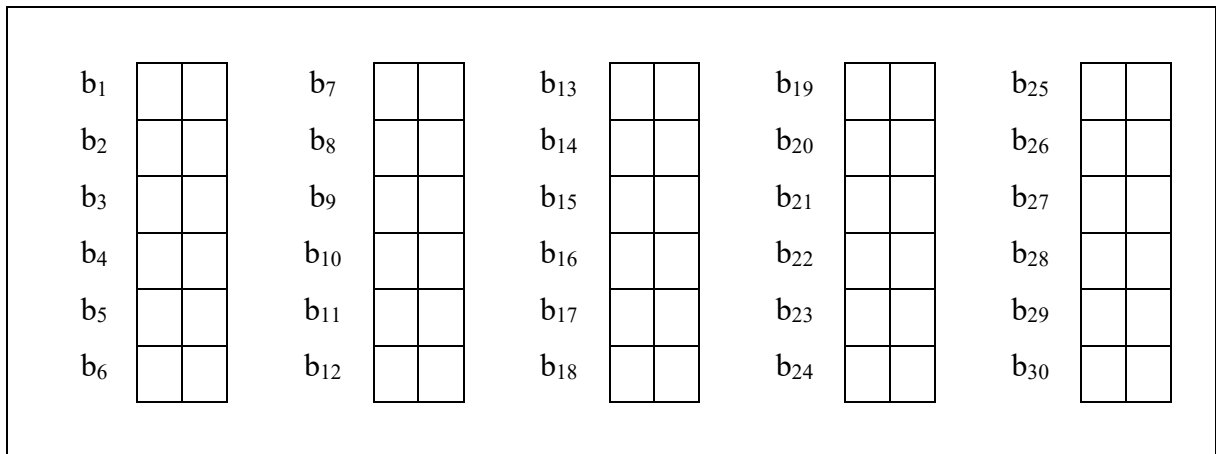 b₁ b₇ b₁₃ b₁₉ b₂₅
b₂ b₈ b₁₄ b₂₀ b₂₆
b₃ b₉ b₁₅ b₂₁ b₂₇
b₄ b₁₀ b₁₆ b₂₂ b₂₈
b₅ b₁₁ b₁₇ b₂₃ b₂₉
b₆ b₁₂ b₁₈ b₂₄ b₃₀